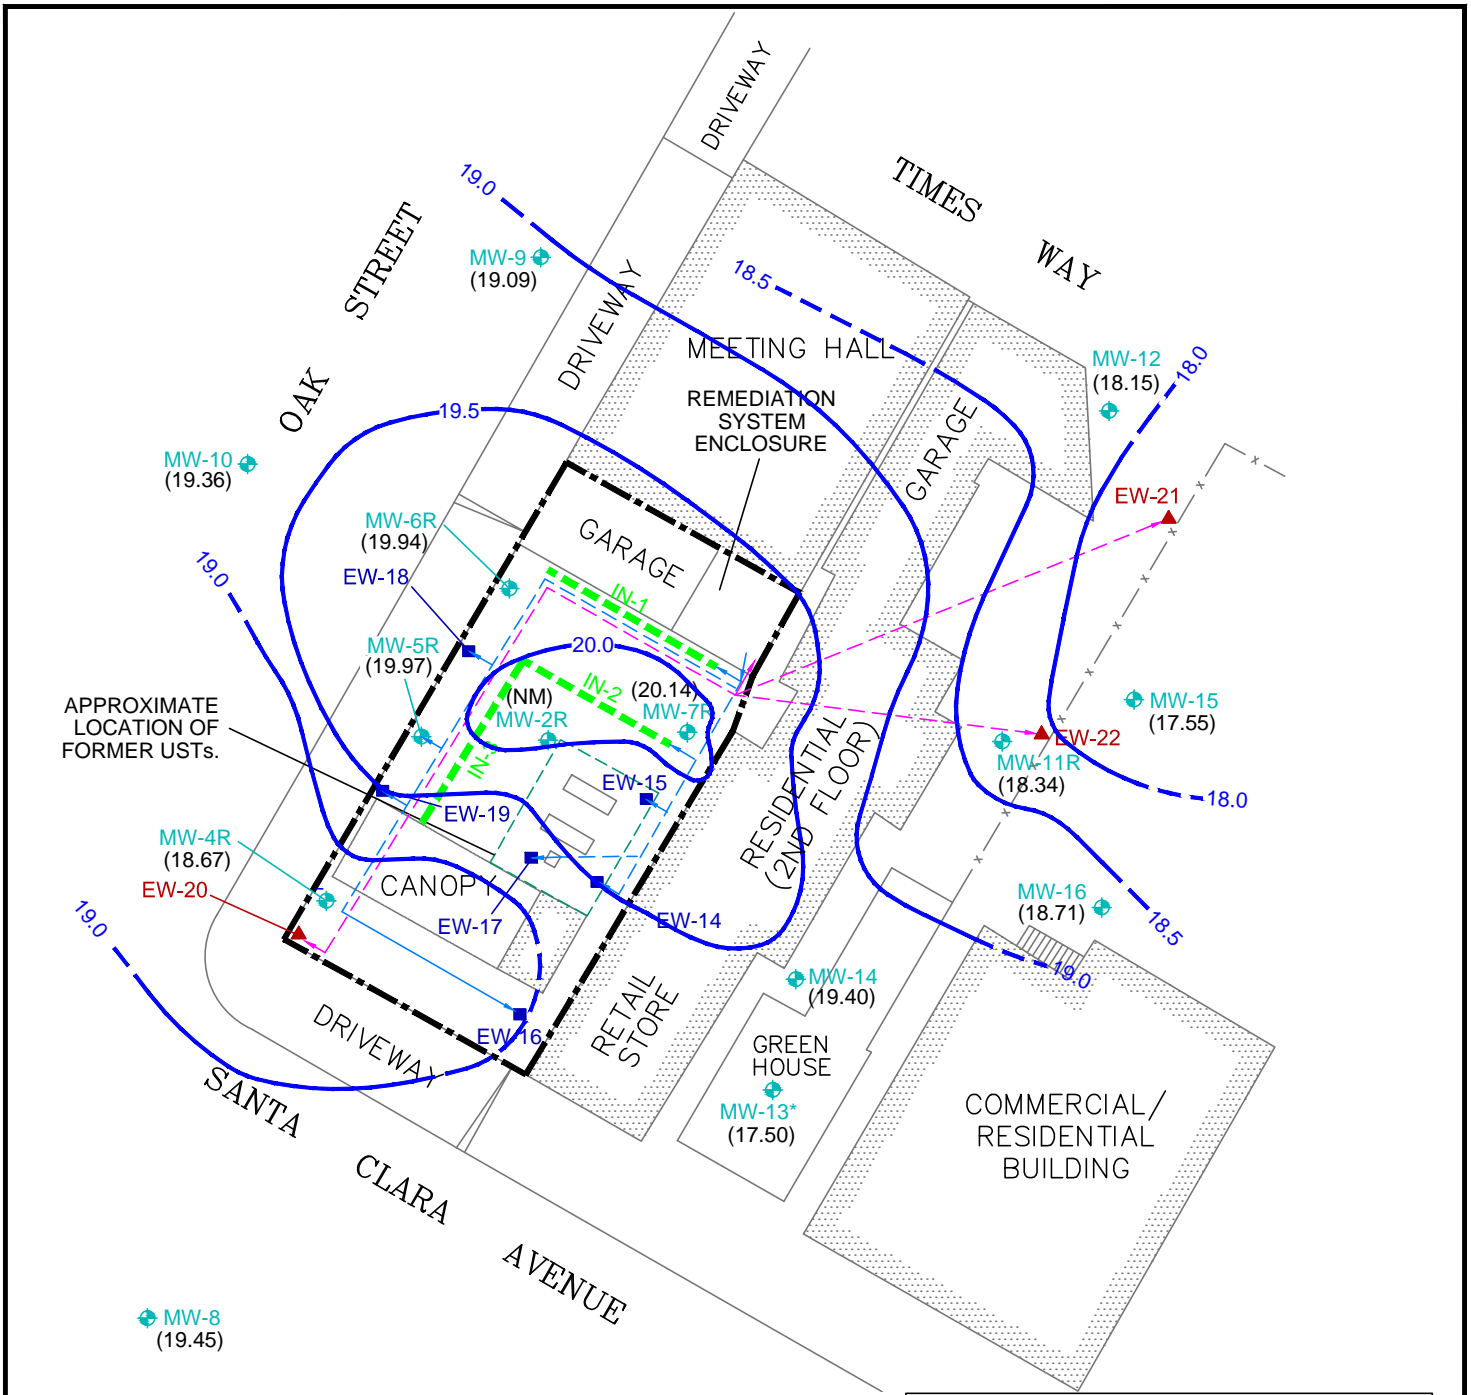 DRIVEWAY
TIMES
WAY
OAK
STREET
19.0
MW-9
(19.09)
DRIVEWAY
18.5
MEETING HALL
REMEDIATION
SYSTEM
ENCLOSURE
MW-12
(18.15)
18.0
19.5
GARAGE
MW-10
(19.36)
EW-21
MW-6R
(19.94)
GARAGE
EW-18
19.0
IN-1
MW-5R
(19.97)
20.0
IN-2
(NM)
MW-2R
(20.14)
MW-7R
MW-15
(17.55)
APPROXIMATE
LOCATION OF
FORMER USTs.
EW-22
MW-11R
(18.34)
RESIDENTIAL
(2ND FLOOR)
EW-15
EW-19
18.0
MW-4R
(18.67)
EW-20
CANOPY
EW-17
EW-14
MW-16
(18.71)
18.5
19.0
19.0
MW-14
(19.40)
RETAIL
STORE
EW-16
DRIVEWAY
GREEN
HOUSE
MW-13*
(17.50)
SANTA
CLARA
AVENUE
COMMERCIAL/
RESIDENTIAL
BUILDING
MW-8
(19.45)